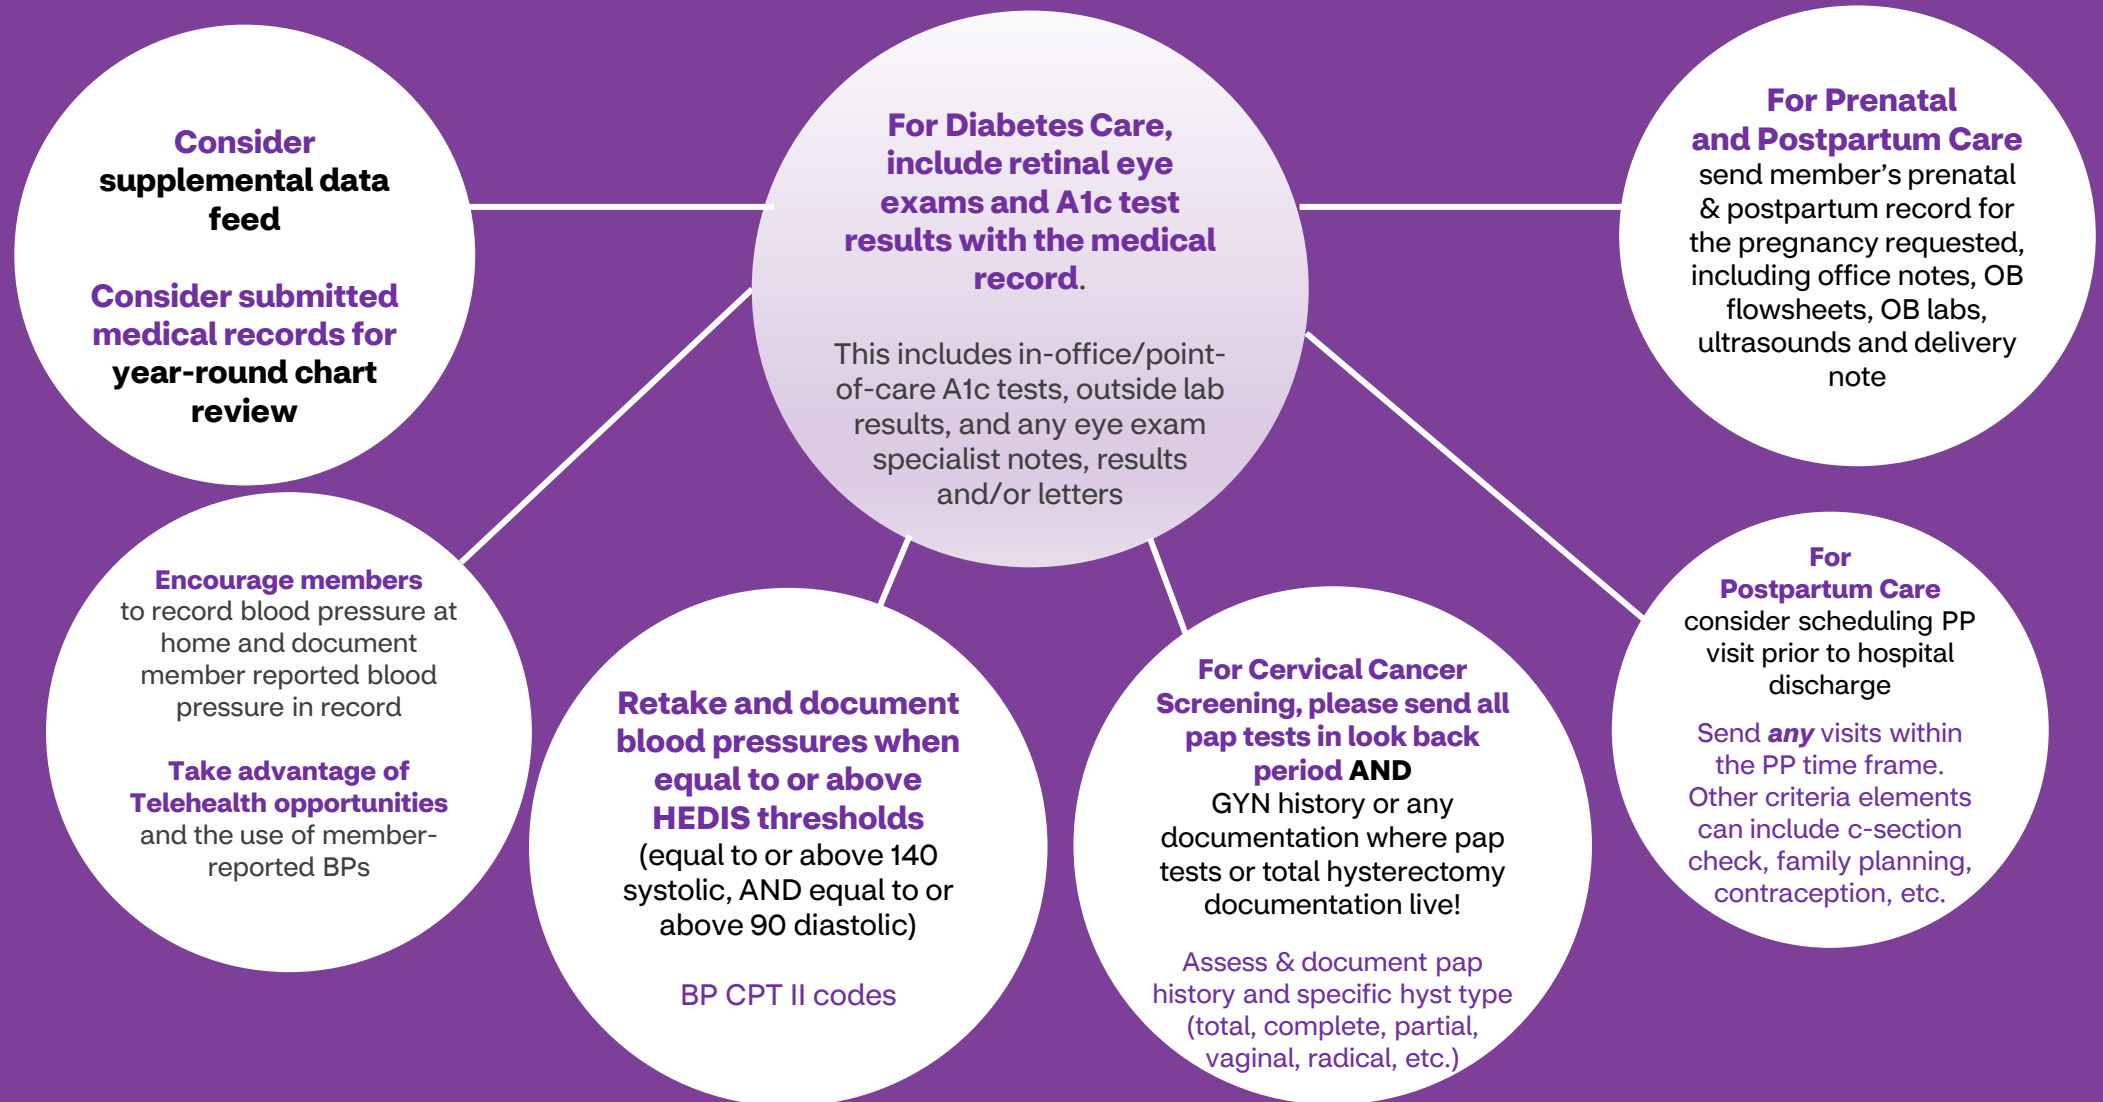 Consider
supplemental data
feed
Consider submitted
medical records for
year-round chart
review
For Diabetes Care,
include retinal eye
exams and A1c test
results with the medical
record.
This includes in-office/point-
of-care A1c tests, outside lab
results, and any eye exam
specialist notes, results
and/or letters
For Prenatal
and Postpartum Care
send member’s prenatal
& postpartum record for
the pregnancy requested,
including office notes, OB
flowsheets, OB labs,
ultrasounds and delivery
note
Encourage members
to record blood pressure at
home and document
member reported blood
pressure in record
Take advantage of
Telehealth opportunities
and the use of member-
reported BPs
Retake and document
blood pressures when
equal to or above
HEDIS thresholds
(equal to or above 140
systolic, AND equal to or
above 90 diastolic)
BP CPT II codes
For Cervical Cancer
Screening, please send all
pap tests in look back
period AND
GYN history or any
documentation where pap
tests or total hysterectomy
documentation live!
Assess & document pap
history and specific hyst type
(total, complete, partial,
vaginal, radical, etc.)
For
Postpartum Care
consider scheduling PP
visit prior to hospital
discharge
Send any visits within
the PP time frame.
Other criteria elements
can include c-section
check, family planning,
contraception, etc.